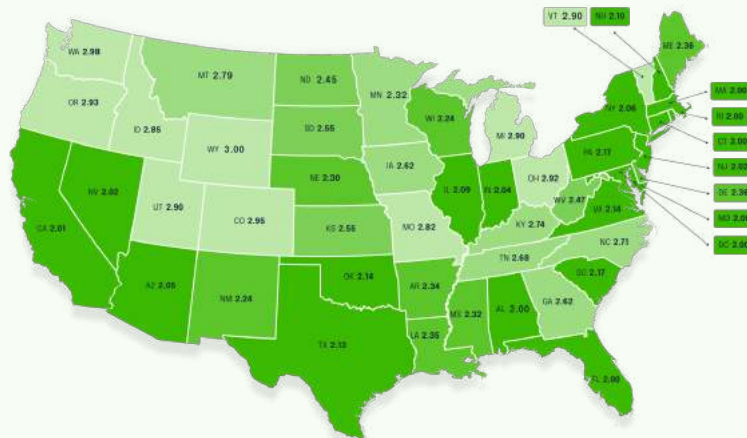 VT 2.90
NH 2.10
WA 2.98
MT 2.79
ND 2.45
MN 2.32
ME 2.36
OR 2.93
ID 2.85
WY 3.00
SD 2.55
WI 2.24
MI 2.90
NY 2.06
MA 2.00
RI 2.00
CT 2.00
NJ 2.02
DE 2.36
DC 2.00
NV 2.02
UT 2.90
CO 2.95
NE 2.30
IA 2.62
IL 2.09
IN 2.04
OH 2.92
PA 2.17
WV 2.47
VA 2.14
CA 2.01
KS 2.55
MO 2.82
KY 2.74
NC 2.71
TN 2.68
AZ 2.05
NM 2.24
OK 2.14
AR 2.34
SC 2.17
MS 2.32
AL 2.00
GA 2.62
TX 2.13
LA 2.35
FL 2.00